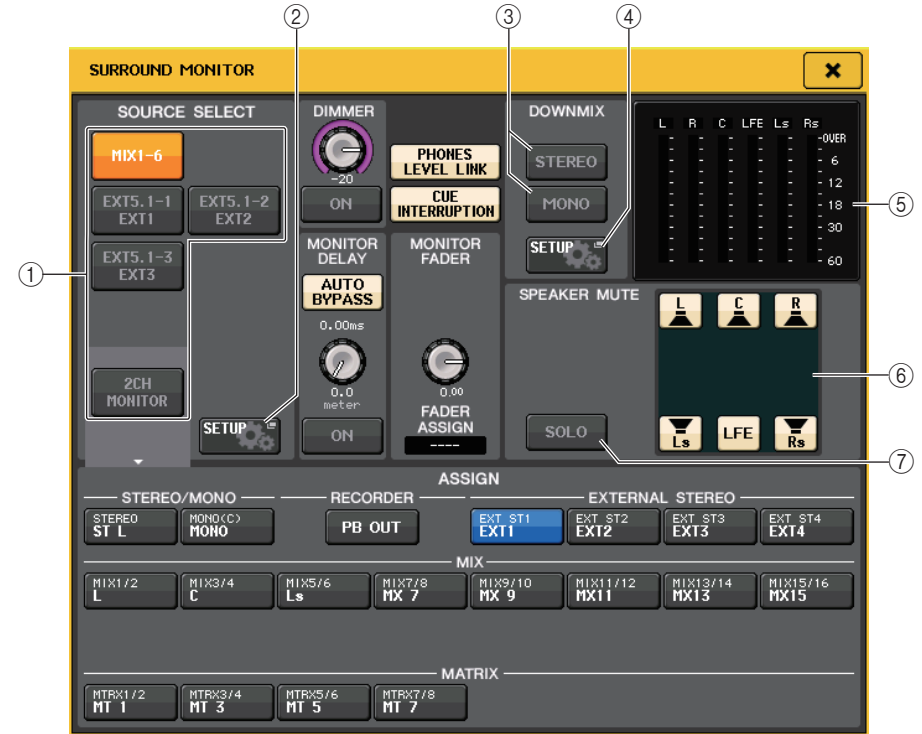 ② ③ ④
SURROUND MONITOR
SOURCE SELECT
MIX1-6
EXT5.1-1
EXT1
EXT5.1-2
EXT2
EXT5.1-3
EXT3
①
2CH
MONITOR
SETUP
DIMMER
-20
ON
PHONES
LEVEL LINK
CUE
INTERRUPTION
MONITOR
DELAY
AUTO
BYPASS
0.00ms
0.0
meter
ON
MONITOR
FADER
0.00
FADER
ASSIGN
----
DOWNMIX
STEREO
MONO
SETUP
L R C LFE Ls Rs
OVER
6
12
18
30
60
⑤
SPEAKER MUTE
L C R
Ls LFE Rs
⑥
SOLO
⑦
ASSIGN
STEREO/MONO RECORDER EXTERNAL STEREO
STEREO
ST L
MONO(C)
MONO
PB OUT
EXT ST1
EXT1
EXT ST2
EXT2
EXT ST3
EXT3
EXT ST4
EXT4
MIX
MIX1/2
L
MIX3/4
C
MIX5/6
Ls
MIX7/8
MX 7
MIX9/10
MX 9
MIX11/12
MX11
MIX13/14
MX13
MIX15/16
MX15
MATRIX
MTRX1/2
MT 1
MTRX3/4
MT 3
MTRX5/6
MT 5
MTRX7/8
MT 7